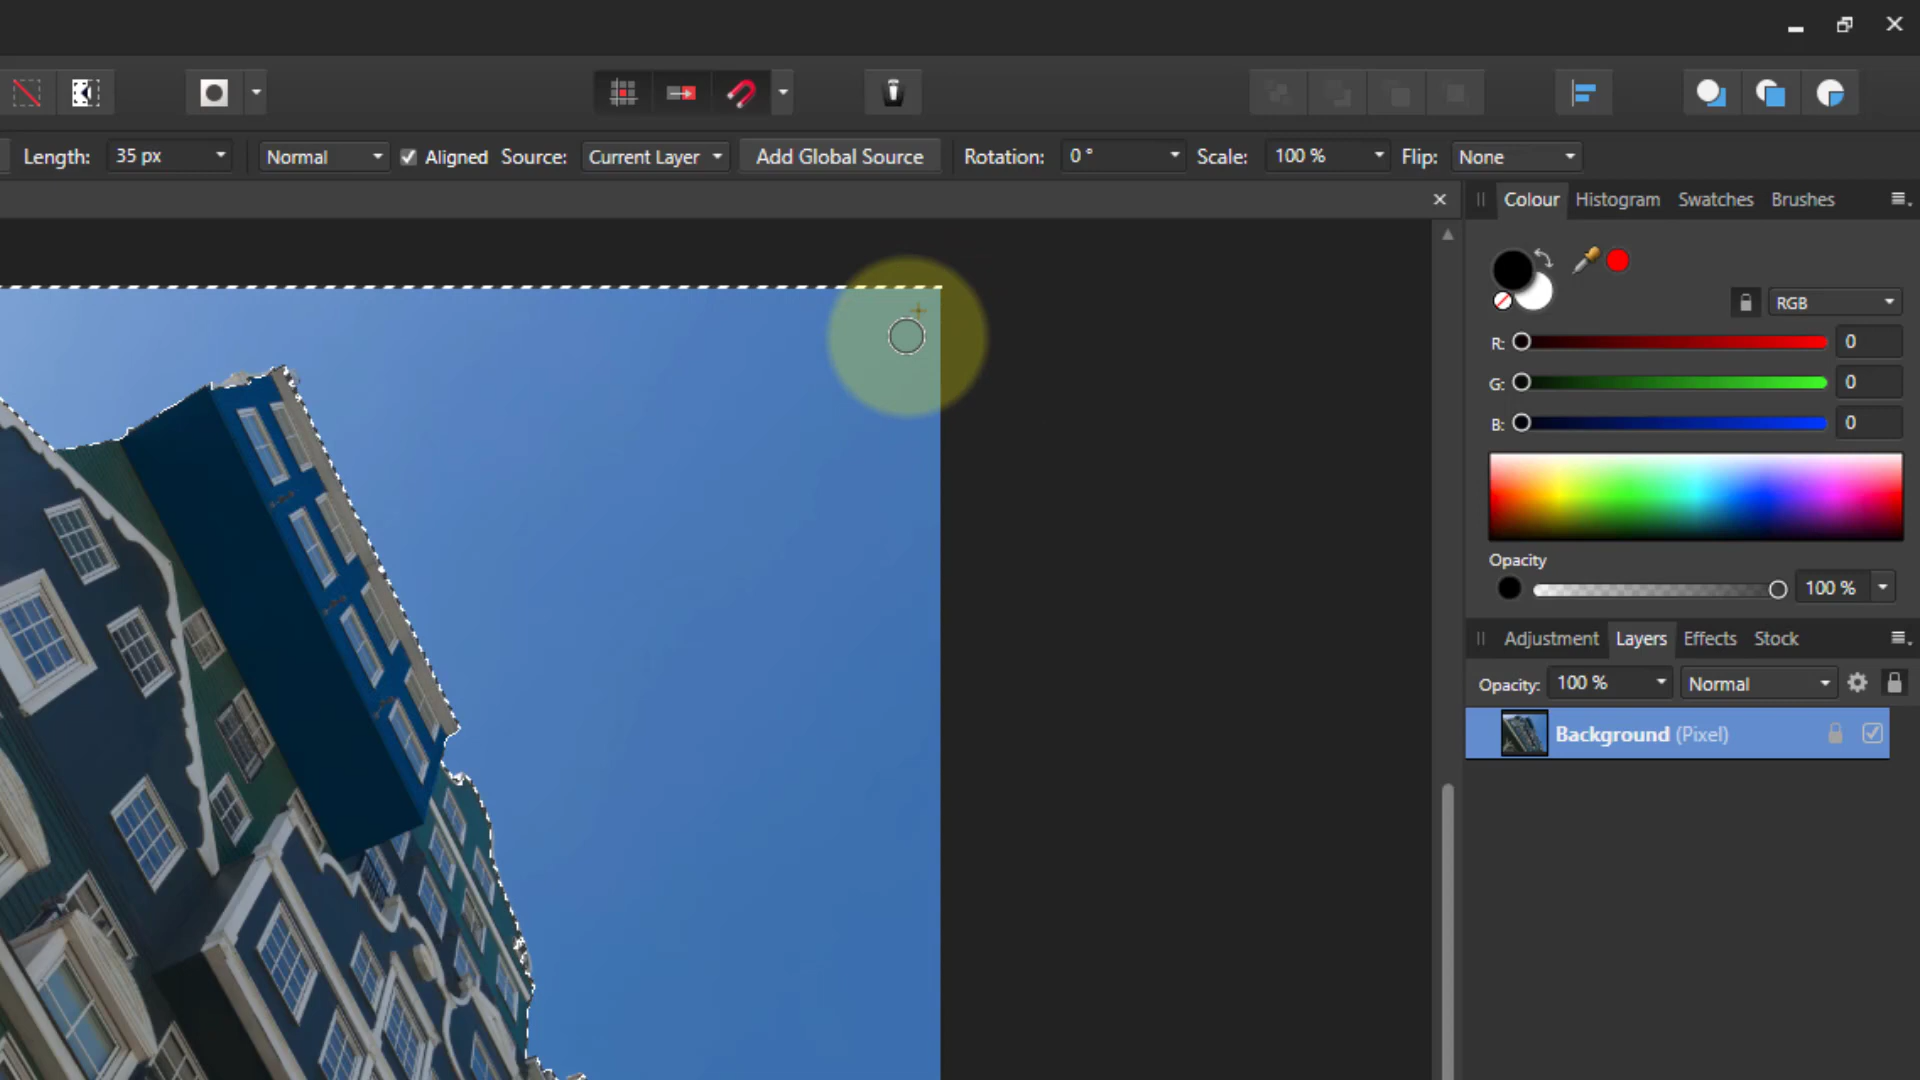 Length: 35 px Normal Aligned Source: Current Layer Add Global Source Rotation: 0 ° Scale: 100 % Flip: None
Colour Histogram Swatches Brushes
RGB
R: 0
G: 0
B: 0
Opacity
100 %
Adjustment Layers Effects Stock
Opacity: 100 % Normal
Background (Pixel)